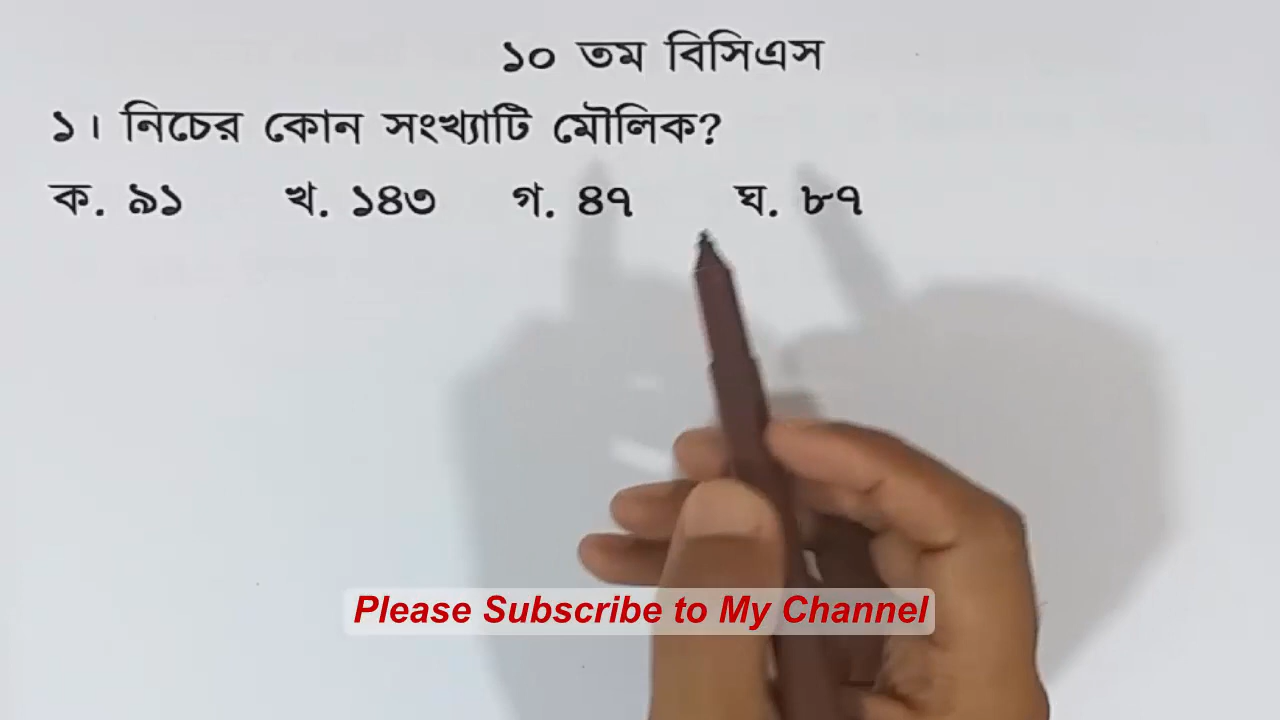 ১০ তম বিসিএস
১। নিচের কোন সংখ্যাটি মৌলিক?
ক. ৯১ খ. ১৪৩ গ. ৪৭ ঘ. ৮৭
Please Subscribe to My Channel